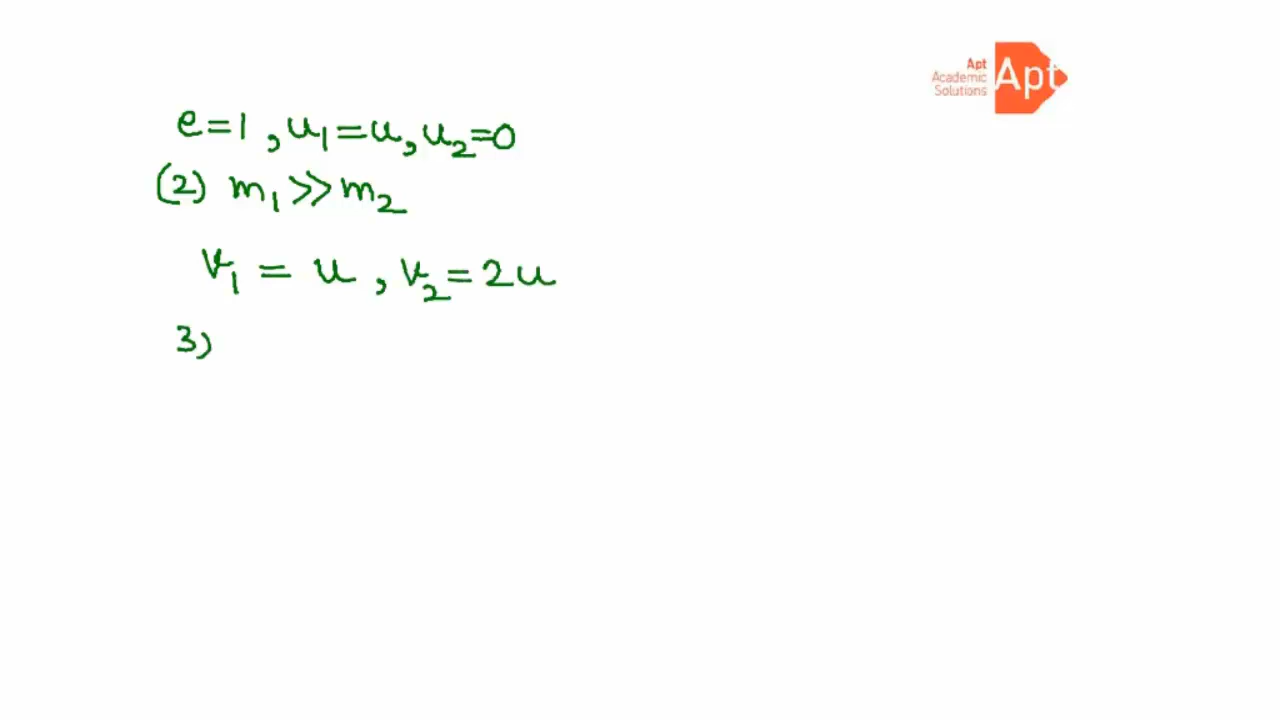 Apt
Academic
Solutions
Apt
e=1, u₁=u, u₂=0
(2) m₁>>m₂
v₁ = u, v₂=2u
3)